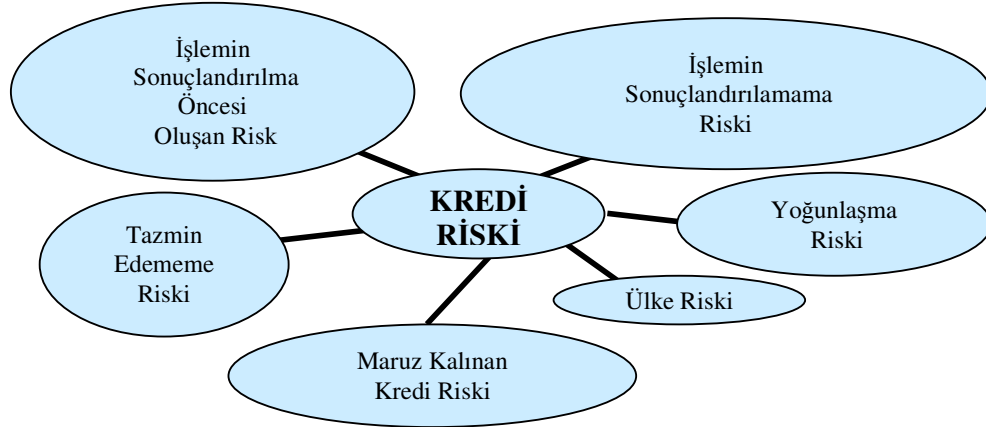 İşlemin
Sonuçlandırılma
Öncesi
Oluşan Risk
İşlemin
Sonuçlandırılamama
Riski
KREDİ
RİSKİ
Yoğunlaşma
Riski
Tazmin
Edememe
Riski
Ülke Riski
Maruz Kalınan
Kredi Riski